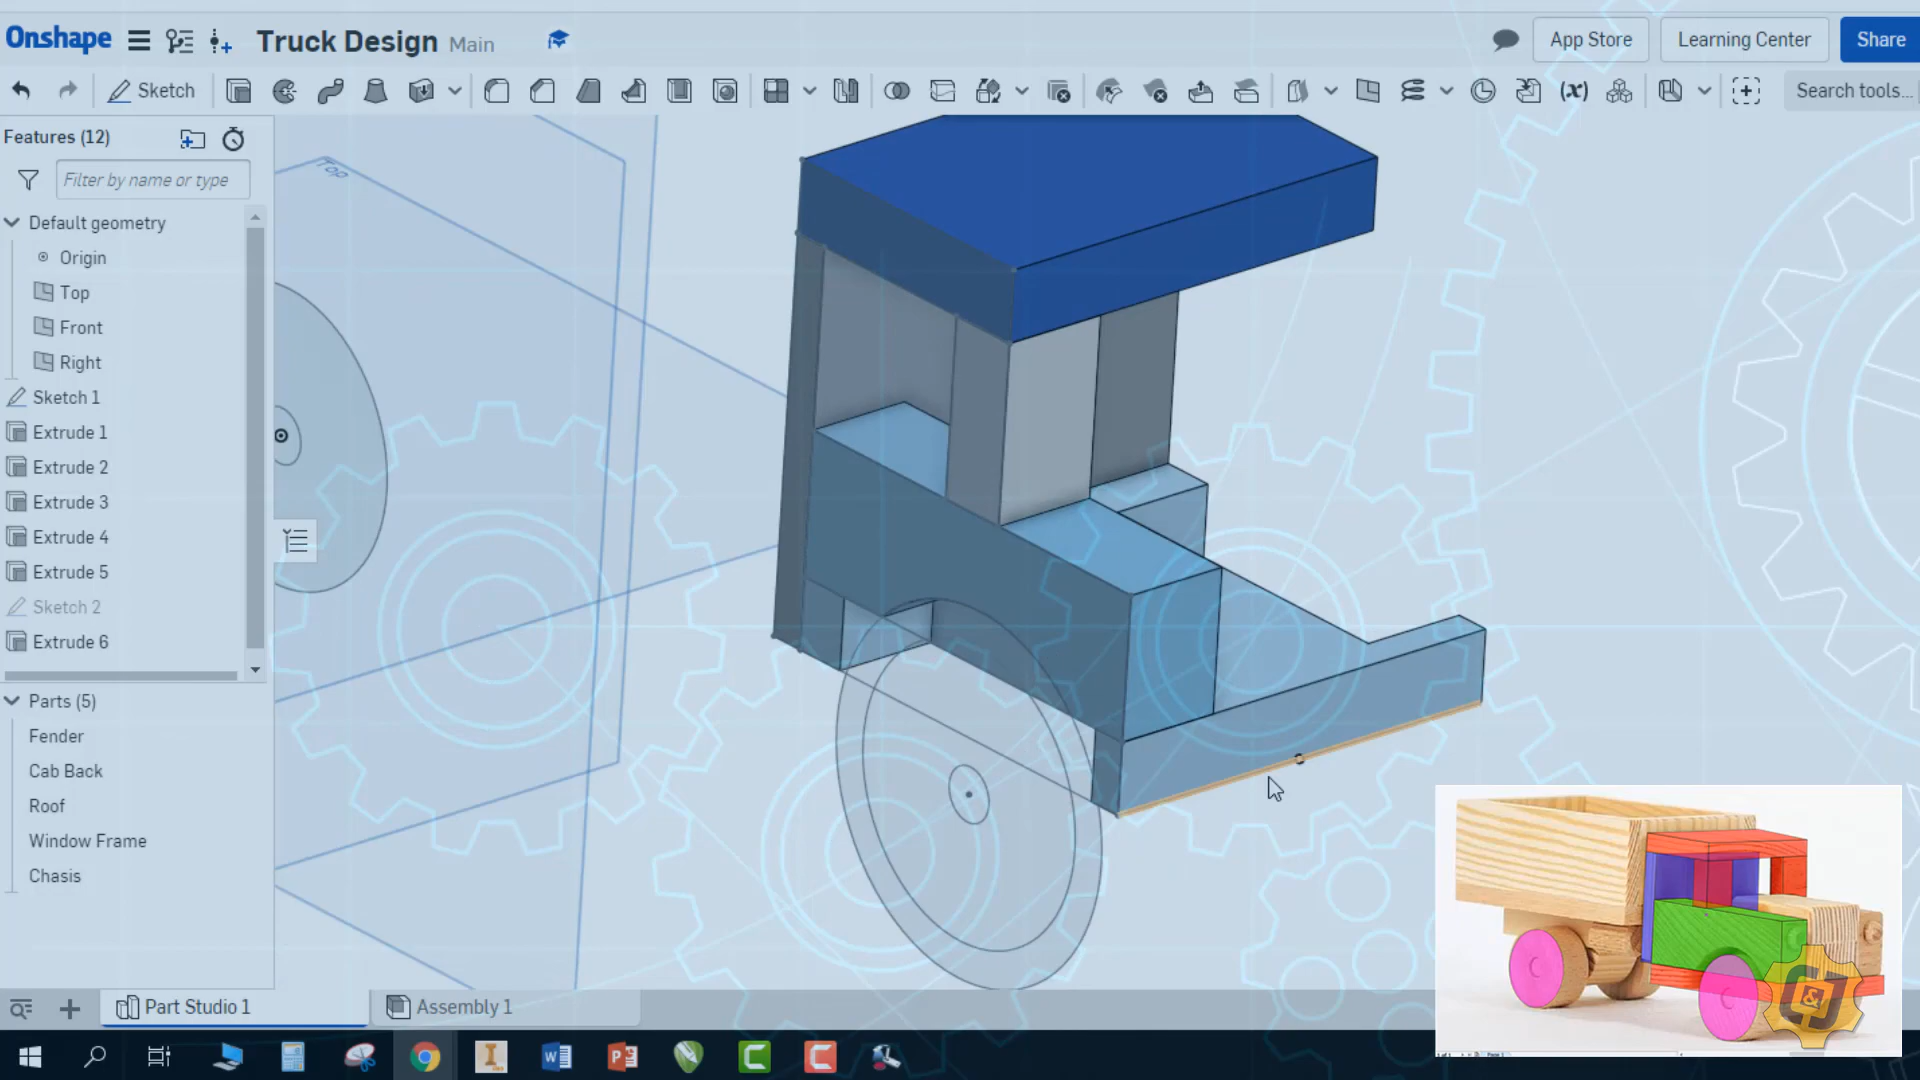 Onshape
Truck Design Main
App Store
Learning Center
Share
Sketch
(x)
Search tools...
Features (12)
Filter by name or type
Default geometry
Origin
Top
Front
Right
Sketch 1
Extrude 1
Extrude 2
Extrude 3
Extrude 4
Extrude 5
Sketch 2
Extrude 6
Parts (5)
Fender
Cab Back
Roof
Window Frame
Chasis
Top
Part Studio 1
Assembly 1